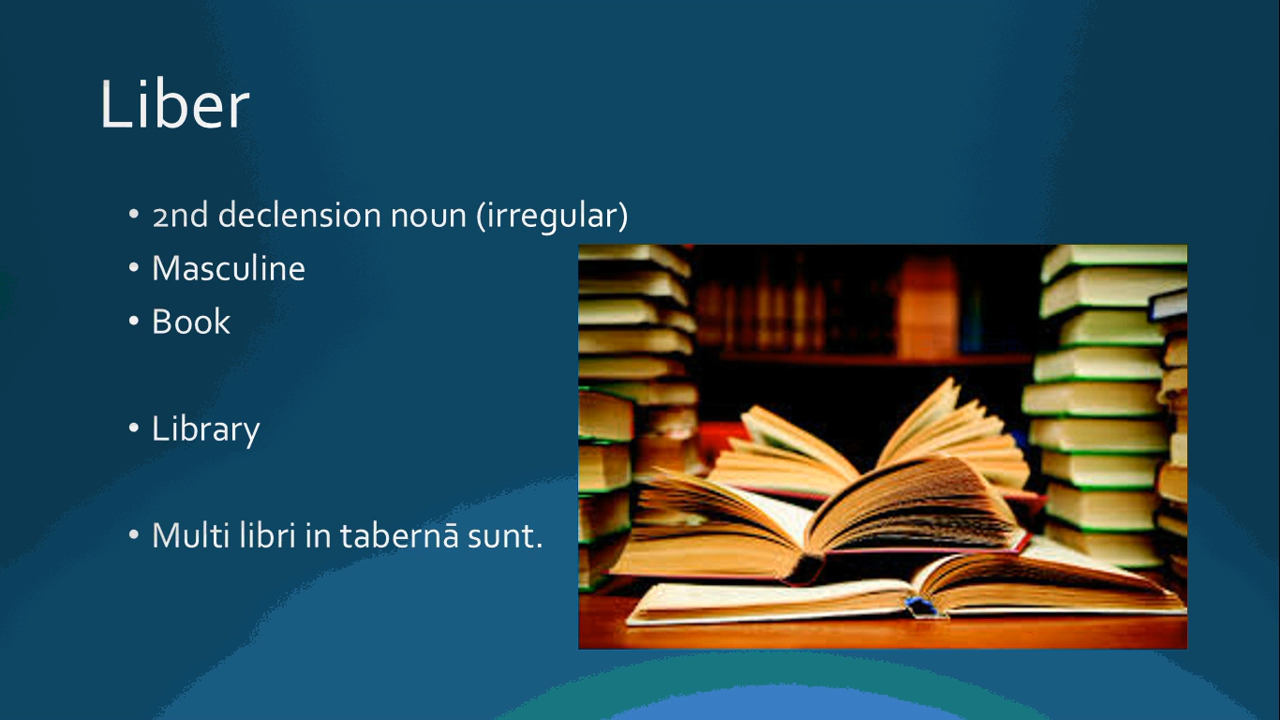 Liber
• 2nd declension noun (irregular)
• Masculine
• Book
• Library
• Multi libri in tabernā sunt.